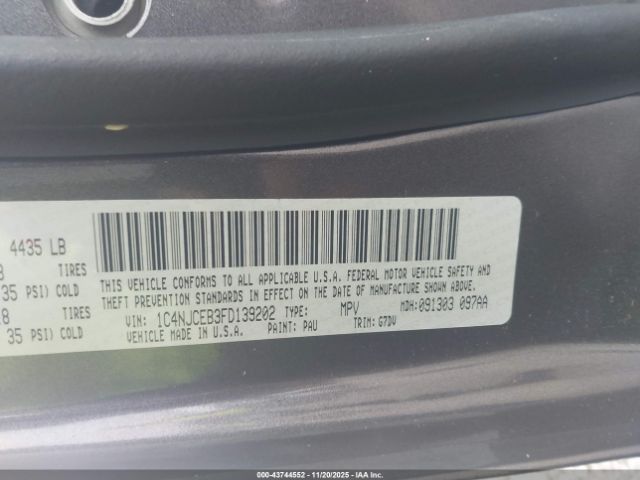 4435 LB
TIRES
35 PSI) COLD
TIRES
35 PSI) COLD
THIS VEHICLE CONFORMS TO ALL APPLICABLE U.S.A. FEDERAL MOTOR VEHICLE SAFETY AND
THEFT PREVENTION STANDARDS IN EFFECT ON THE DATE OF MANUFACTURE SHOWN ABOVE.
VIN: 1C4NJCEB3FD139202 TYPE: MPV MDH:091303 097AA
VEHICLE MADE IN U.S.A. PAINT: PAU TRIM: G7DV
000-43744552 — 11/20/2025 — IAA Inc.